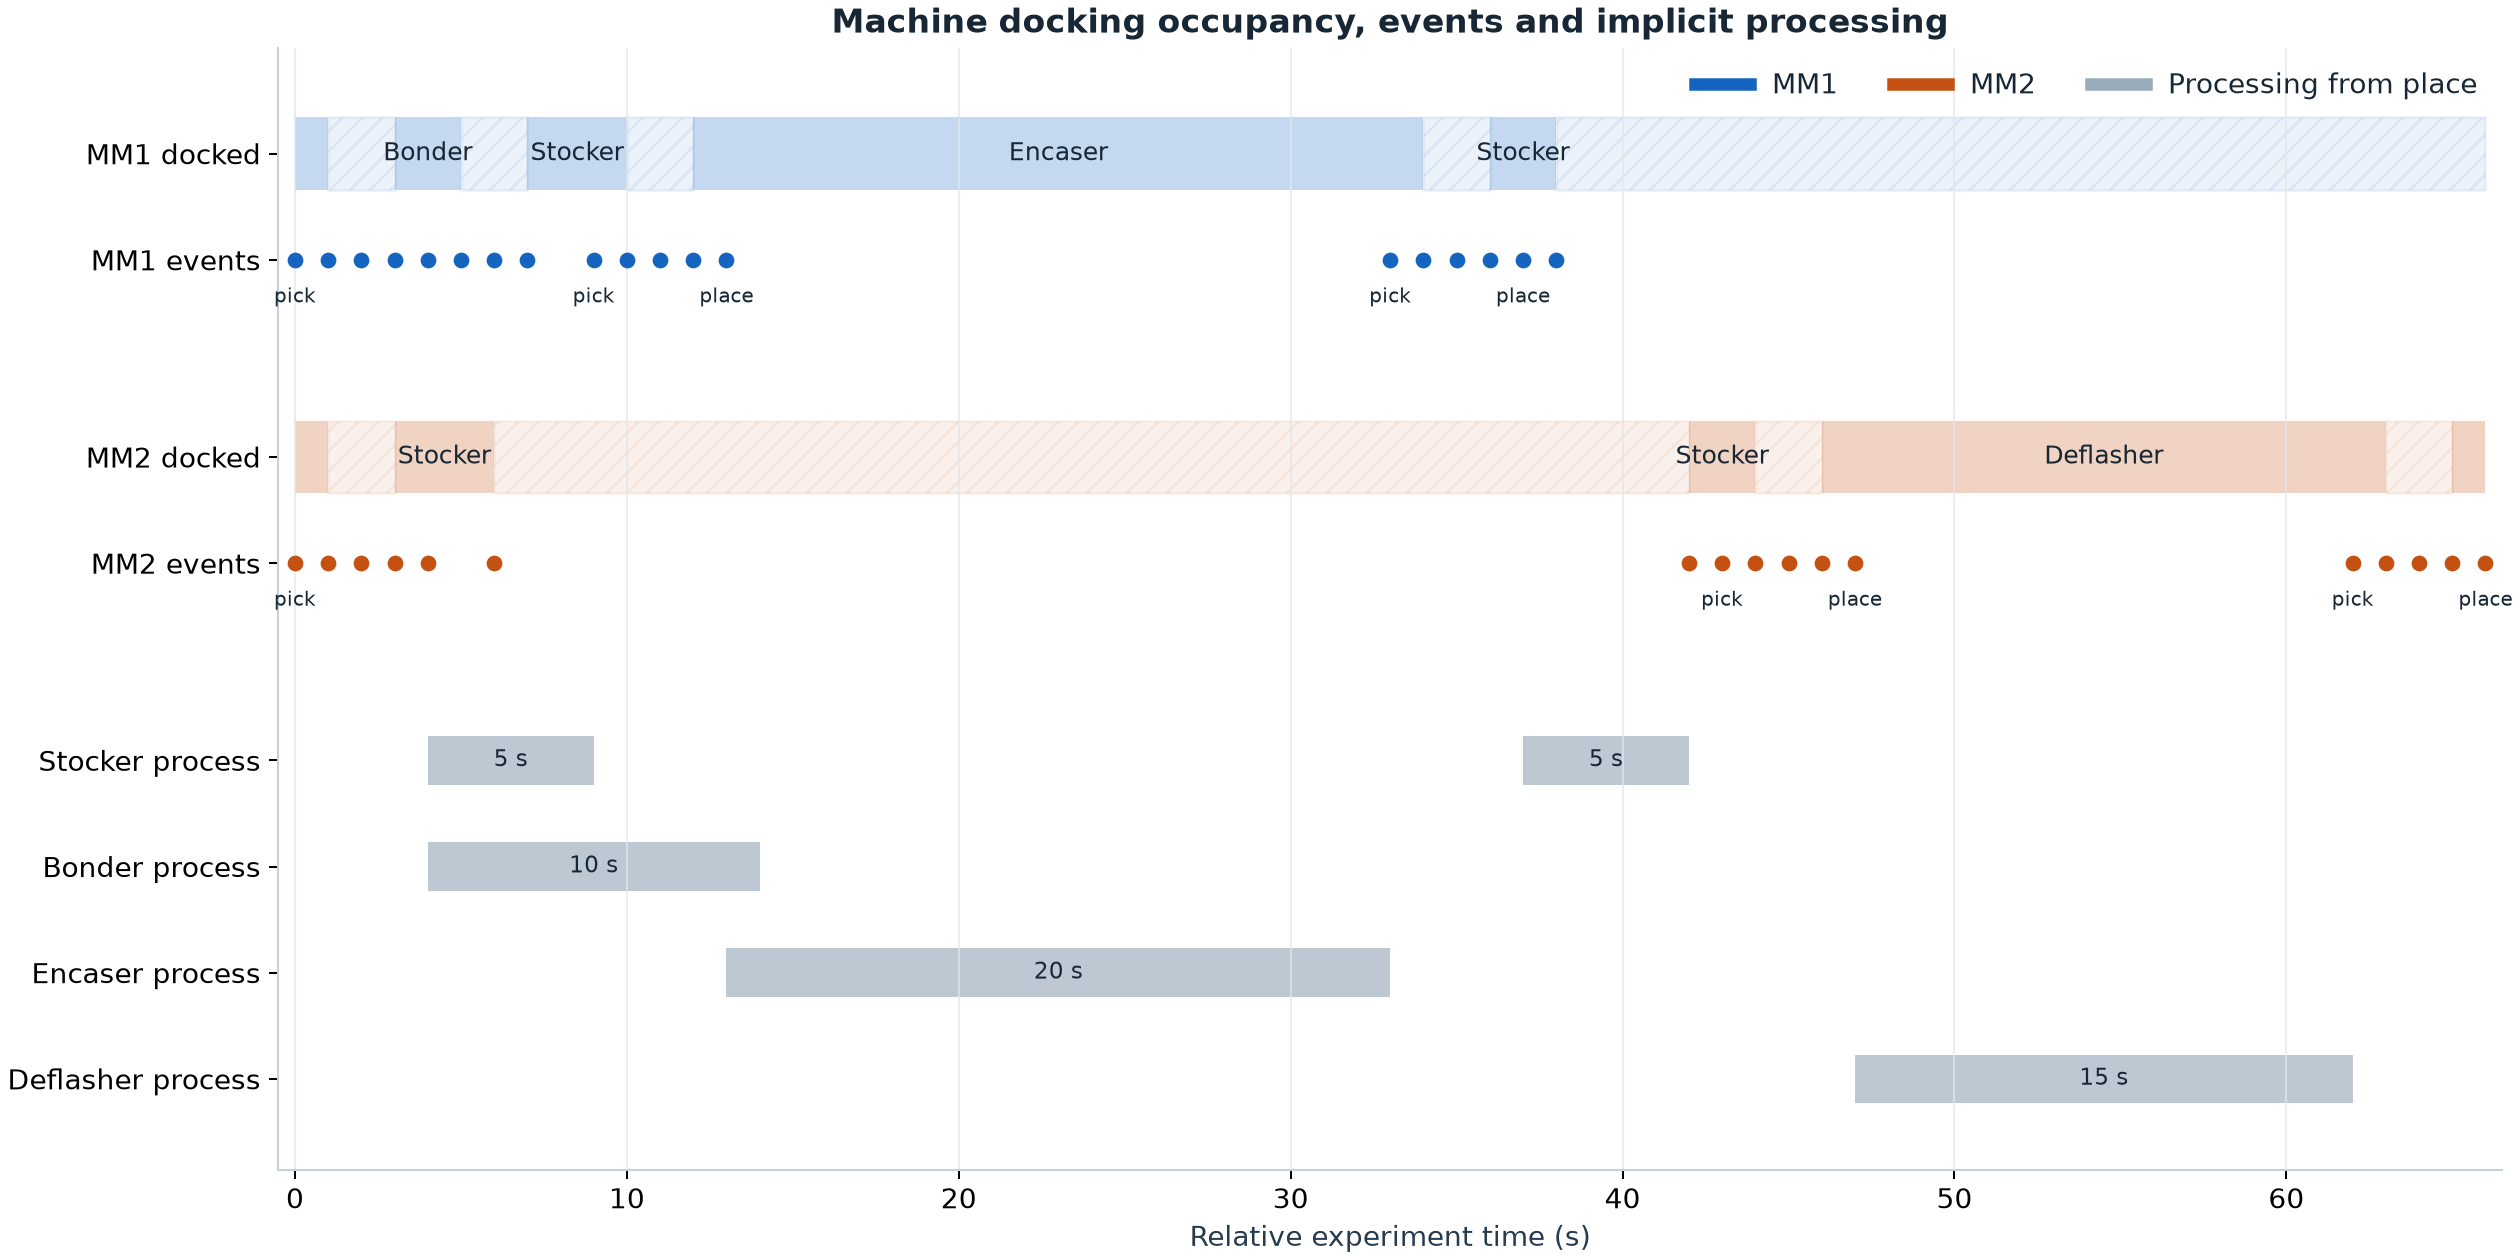 Machine docking occupancy, events and implicit processing
MM1 MM2 Processing from place
MM1 docked Bonder Stocker Encaser Stocker
MM1 events
pick pick place pick place
MM2 docked Stocker Stocker Deflasher
MM2 events
pick pick place pick place
Stocker process 5 s 5 s
Bonder process 10 s
Encaser process 20 s
Deflasher process 15 s
0 10 20 30 40 50 60
Relative experiment time (s)